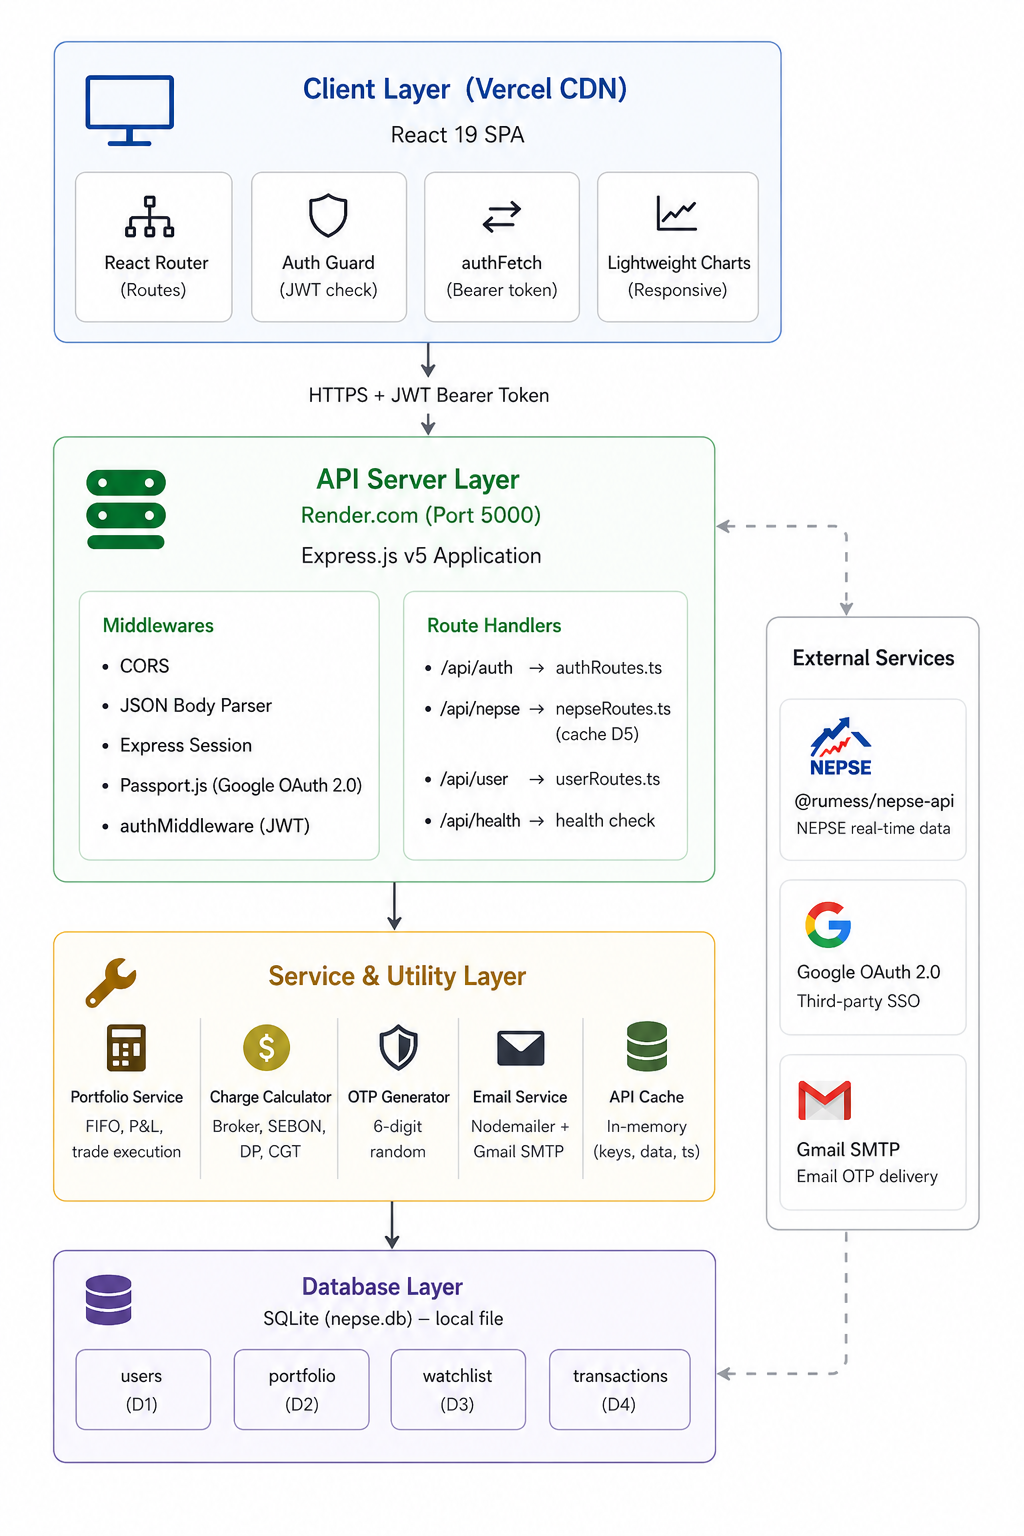 Client Layer (Vercel CDN)
React 19 SPA
React Router
(Routes)
Auth Guard
(JWT check)
authFetch
(Bearer token)
Lightweight Charts
(Responsive)
HTTPS + JWT Bearer Token
API Server Layer
Render.com (Port 5000)
Express.js v5 Application
Middlewares
• CORS
• JSON Body Parser
• Express Session
• Passport.js (Google OAuth 2.0)
• authMiddleware (JWT)
Route Handlers
• /api/auth → authRoutes.ts
• /api/nepse → nepseRoutes.ts
(cache D5)
• /api/user → userRoutes.ts
• /api/health → health check
External Services
NEPSE
@rumess/nepse-api
NEPSE real-time data
Google OAuth 2.0
Third-party SSO
Gmail SMTP
Email OTP delivery
Service & Utility Layer
Portfolio Service
FIFO, P&L,
trade execution
Charge Calculator
Broker, SEBON,
DP, CGT
OTP Generator
6-digit
random
Email Service
Nodemailer +
Gmail SMTP
API Cache
In-memory
(keys, data, ts)
Database Layer
SQLite (nepse.db) – local file
users
(D1)
portfolio
(D2)
watchlist
(D3)
transactions
(D4)